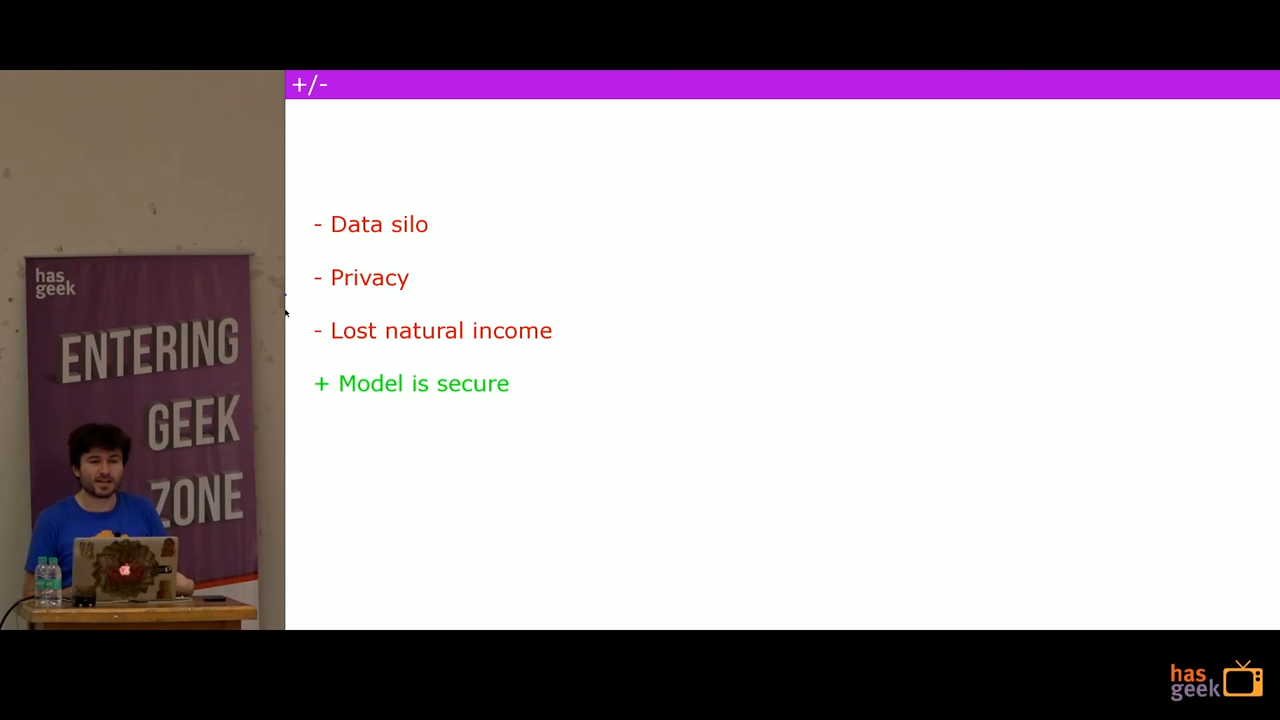 +/-
- Data silo
- Privacy
- Lost natural income
+ Model is secure
has
geek
ENTERING
GEEK
ZONE
has
geek